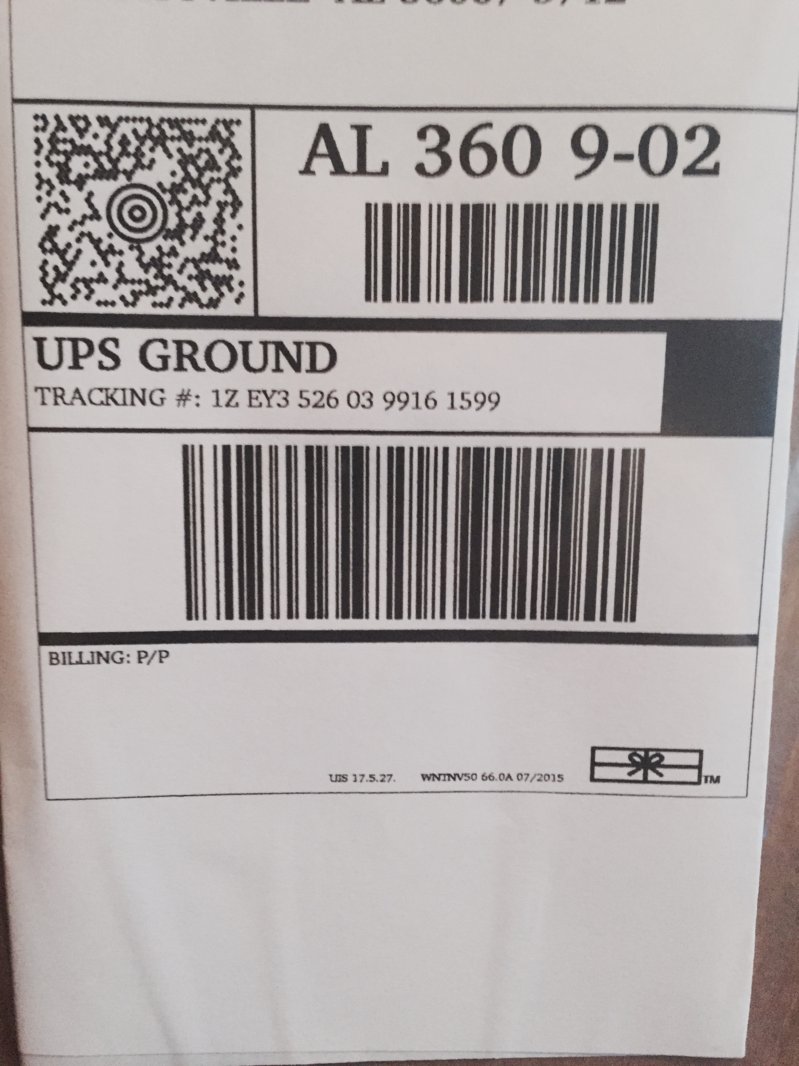 AL 360 9-02
UPS GROUND
TRACKING #: 1Z EY3 526 03 9916 1599
BILLING: P/P
UIS 17.5.27. WNTNV50 66.0A 07/2015
TM